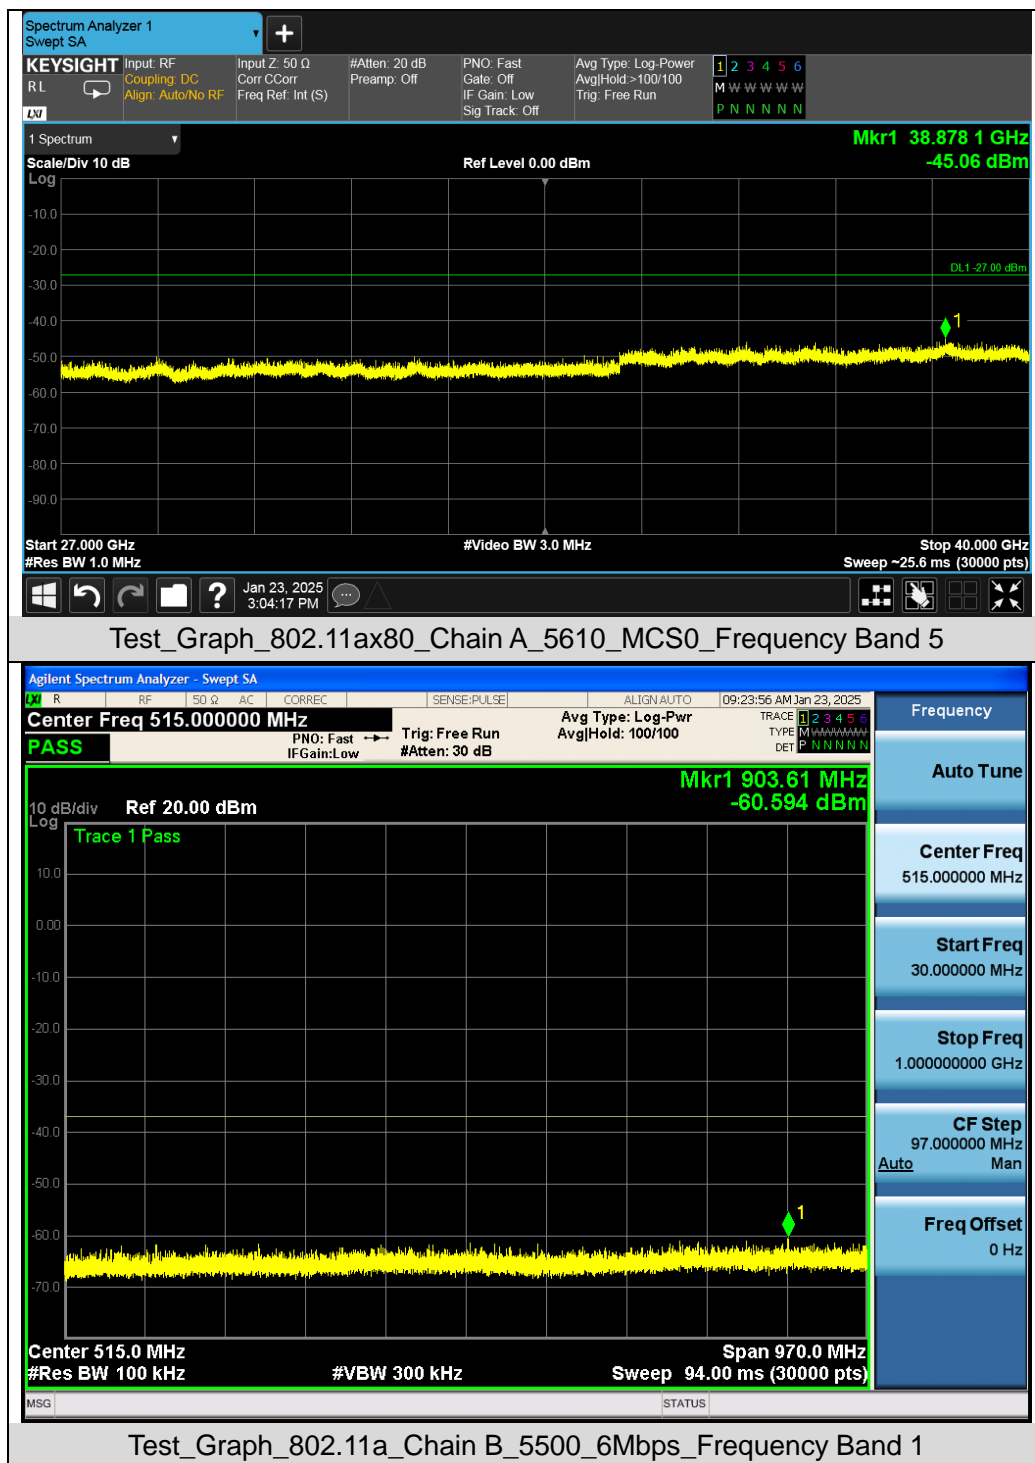 Spectrum Analyzer 1
Swept SA
+
KEYSIGHT
RL
LXI
Input: RF
Coupling: DC
Align: Auto/No RF
Input Z: 50 Ω
Corr CCorr
Freq Ref: Int (S)
#Atten: 20 dB
Preamp: Off
PNO: Fast
Gate: Off
IF Gain: Low
Sig Track: Off
Avg Type: Log-Power
Avg|Hold:>100/100
Trig: Free Run
1 2 3 4 5 6
M W W W W W
P N N N N N
1 Spectrum
Mkr1 38.878 1 GHz
Scale/Div 10 dB
Ref Level 0.00 dBm
-45.06 dBm
Log
-10.0
-20.0
DL1 -27.00 dBm
-30.0
-40.0
1
-50.0
-60.0
-70.0
-80.0
-90.0
Start 27.000 GHz
#Video BW 3.0 MHz
Stop 40.000 GHz
#Res BW 1.0 MHz
Sweep ~25.6 ms (30000 pts)
?
Jan 23, 2025
3:04:17 PM
Test_Graph_802.11ax80_Chain A_5610_MCS0_Frequency Band 5
Agilent Spectrum Analyzer - Swept SA
LXI R RF 50 Ω AC CORREC SENSE:PULSE ALIGN AUTO 09:23:56 AM Jan 23, 2025
Center Freq 515.000000 MHz
PASS
PNO: Fast
IFGain:Low
Trig: Free Run
#Atten: 30 dB
Avg Type: Log-Pwr
Avg|Hold: 100/100
TRACE 1 2 3 4 5 6
TYPE M W W W W W
DET P N N N N N
Frequency
Mkr1 903.61 MHz
-60.594 dBm
10 dB/div Ref 20.00 dBm
Log
Trace 1 Pass
10.0
0.00
-10.0
-20.0
-30.0
-40.0
-50.0
1
-60.0
-70.0
Center 515.0 MHz
Span 970.0 MHz
#Res BW 100 kHz
#VBW 300 kHz
Sweep 94.00 ms (30000 pts)
Auto Tune
Center Freq
515.000000 MHz
Start Freq
30.000000 MHz
Stop Freq
1.000000000 GHz
CF Step
97.000000 MHz
Auto Man
Freq Offset
0 Hz
MSG
STATUS
Test_Graph_802.11a_Chain B_5500_6Mbps_Frequency Band 1